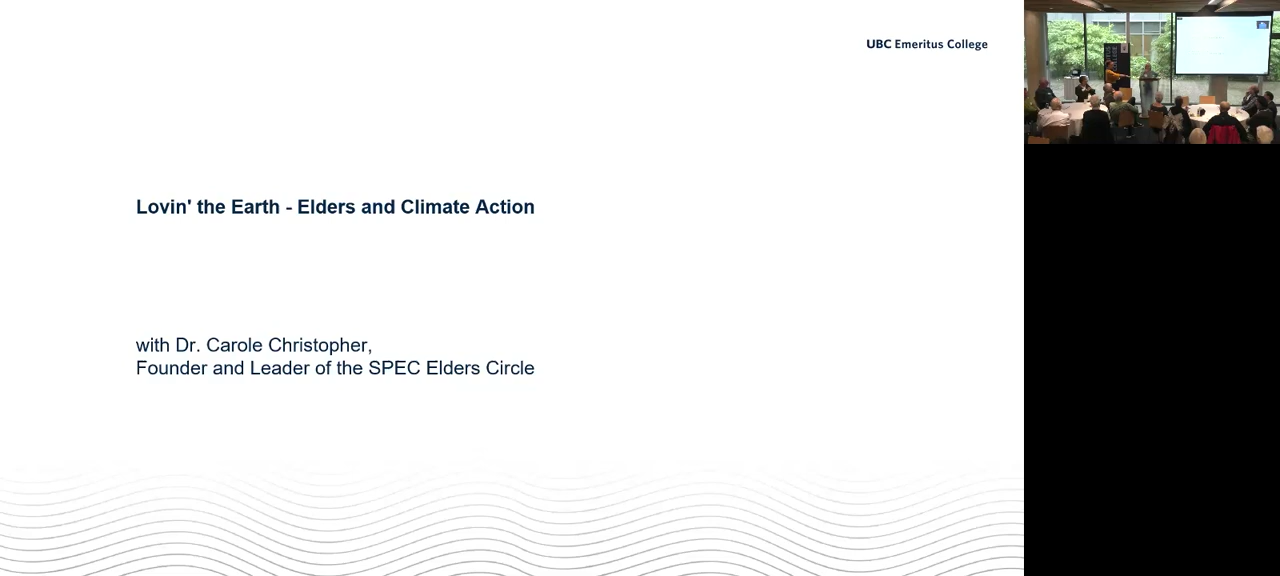 UBC Emeritus College
Lovin' the Earth - Elders and Climate Action
with Dr. Carole Christopher,
Founder and Leader of the SPEC Elders Circle